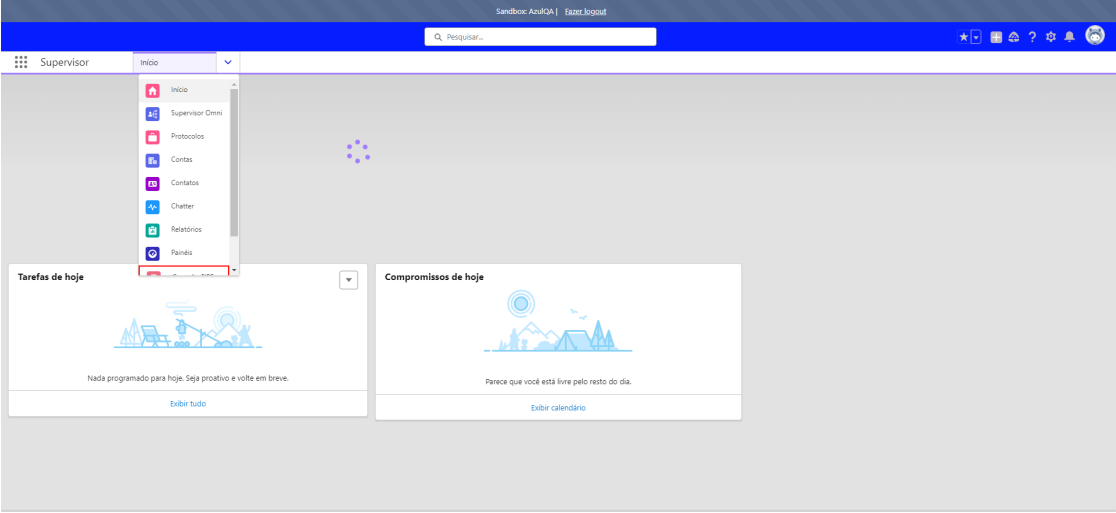 Sandbox: AzulQA | Fazer logout
Pesquisar...
Supervisor
Início
Início
Supervisor Omni
Protocolos
Contas
Contatos
Chatter
Relatórios
Painéis
Tarefas de hoje
Compromissos de hoje
Nada programado para hoje. Seja proativo e volte em breve.
Parece que você está livre pelo resto do dia.
Exibir tudo
Exibir calendário